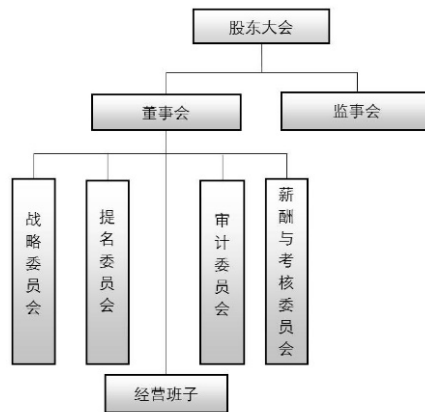 股东大会
董事会
监事会
战略委员会
提名委员会
审计委员会
薪酬与考核委员会
经营班子